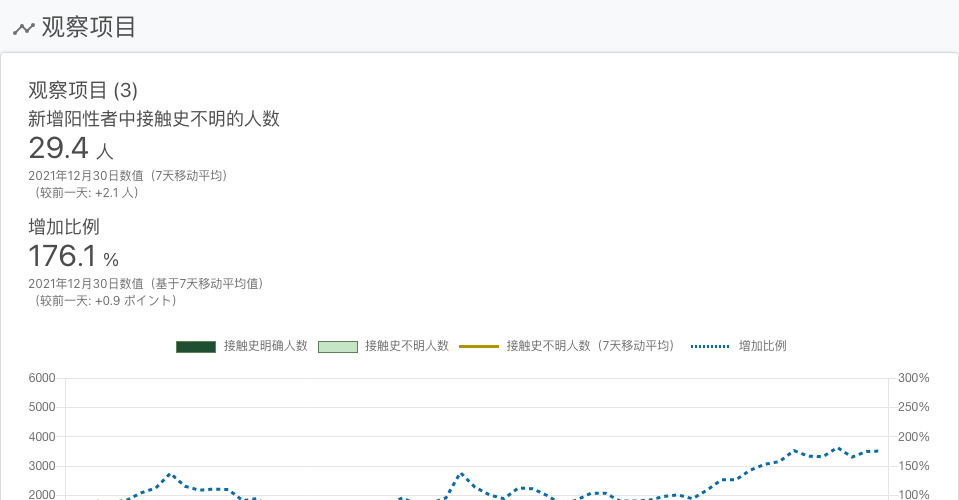 观察项目
观察项目 (3)
新增阳性者中接触史不明的人数
29.4 人
2021年12月30日数值（7天移动平均）
（较前一天: +2.1 人）
增加比例
176.1 %
2021年12月30日数值（基于7天移动平均值）
（较前一天: +0.9 ポイント）
接触史明确人数 接触史不明人数 接触史不明人数（7天移动平均） 增加比例
6000 300%
5000 250%
4000 200%
3000 150%
2000 100%